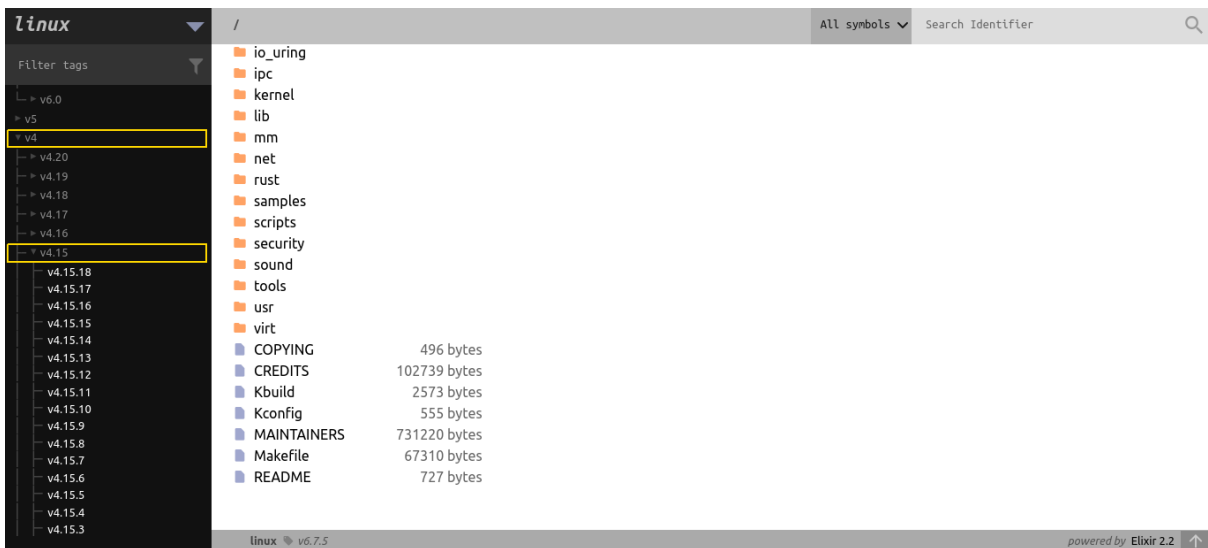 linux
/
All symbols
Search Identifier
Filter tags
v6.0
v5
v4
v4.20
v4.19
v4.18
v4.17
v4.16
v4.15
v4.15.18
v4.15.17
v4.15.16
v4.15.15
v4.15.14
v4.15.13
v4.15.12
v4.15.11
v4.15.10
v4.15.9
v4.15.8
v4.15.7
v4.15.6
v4.15.5
v4.15.4
v4.15.3
io_uring
ipc
kernel
lib
mm
net
rust
samples
scripts
security
sound
tools
usr
virt
COPYING 496 bytes
CREDITS 102739 bytes
Kbuild 2573 bytes
Kconfig 555 bytes
MAINTAINERS 731220 bytes
Makefile 67310 bytes
README 727 bytes
linux v6.7.5
powered by Elixir 2.2